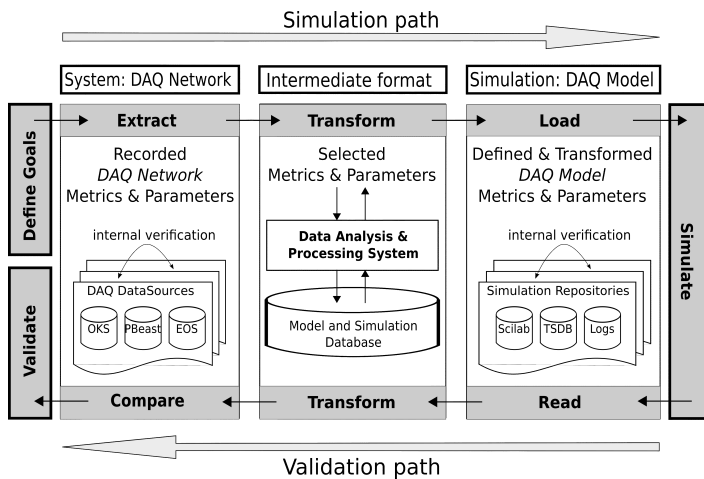 Simulation path
System: DAQ Network
Intermediate format
Simulation: DAQ Model
Define Goals
Extract
Transform
Load
Recorded
DAQ Network
Metrics & Parameters
Selected
Metrics & Parameters
Defined & Transformed
DAQ Model
Metrics & Parameters
internal verification
Data Analysis &
Processing System
internal verification
Simulate
DAQ DataSources
OKS
PBeast
EOS
Model and Simulation
Database
Simulation Repositories
Scilab
TSDB
Logs
Validate
Compare
Transform
Read
Validation path